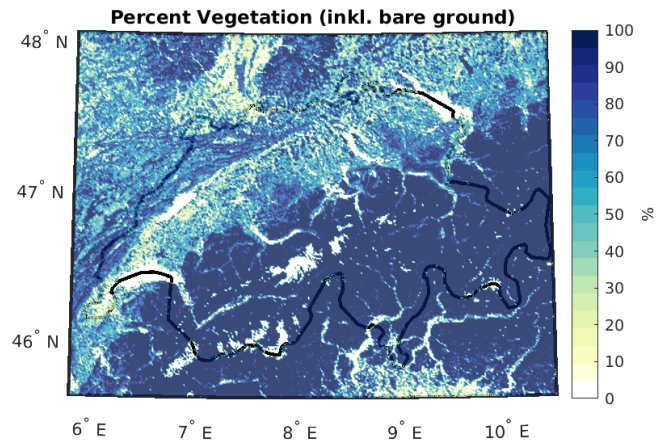 Percent Vegetation (inkl. bare ground)
48° N
47° N
46° N
6° E
7° E
8° E
9° E
10° E
100
90
80
70
60
50
40
30
20
10
0
%